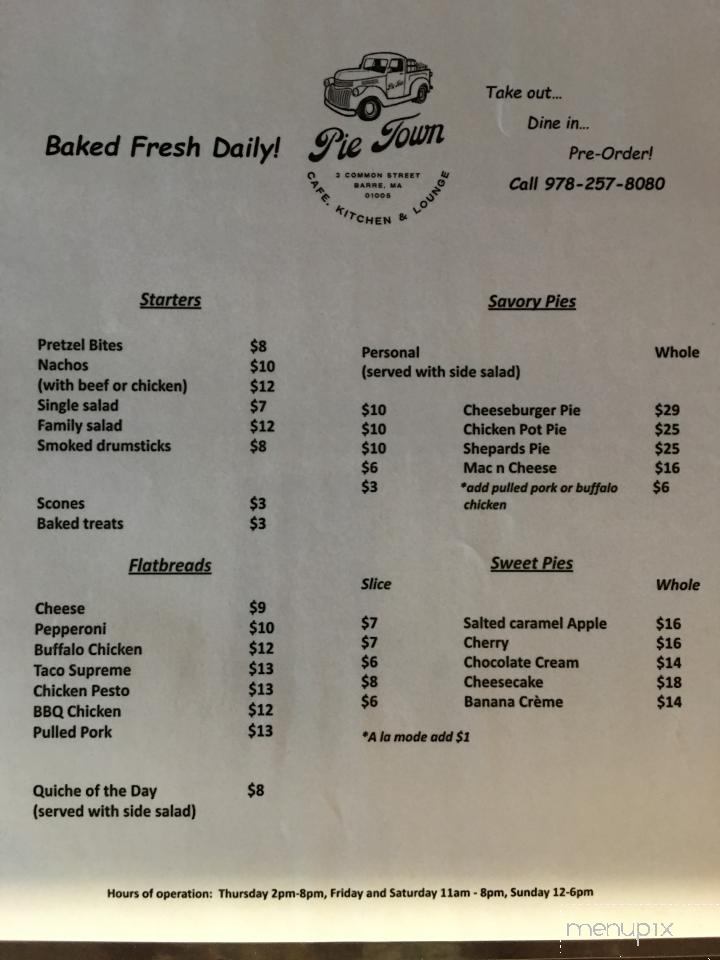 Baked Fresh Daily!
Pie Town
3 COMMON STREET
BARRE, MA
01005
CAFE, KITCHEN & LOUNGE
Take out...
Dine in...
Pre-Order!
Call 978-257-8080
Starters
Pretzel Bites $8
Nachos $10
(with beef or chicken) $12
Single salad $7
Family salad $12
Smoked drumsticks $8
Scones $3
Baked treats $3
Flatbreads
Cheese $9
Pepperoni $10
Buffalo Chicken $12
Taco Supreme $13
Chicken Pesto $13
BBQ Chicken $12
Pulled Pork $13
Quiche of the Day $8
(served with side salad)
Savory Pies
Personal Whole
(served with side salad)
$10 Cheeseburger Pie $29
$10 Chicken Pot Pie $25
$10 Shepards Pie $25
$6 Mac n Cheese $16
$3 *add pulled pork or buffalo $6
chicken
Sweet Pies
Slice Whole
$7 Salted caramel Apple $16
$7 Cherry $16
$6 Chocolate Cream $14
$8 Cheesecake $18
$6 Banana Crème $14
*A la mode add $1
Hours of operation: Thursday 2pm-8pm, Friday and Saturday 11am - 8pm, Sunday 12-6pm
menupix